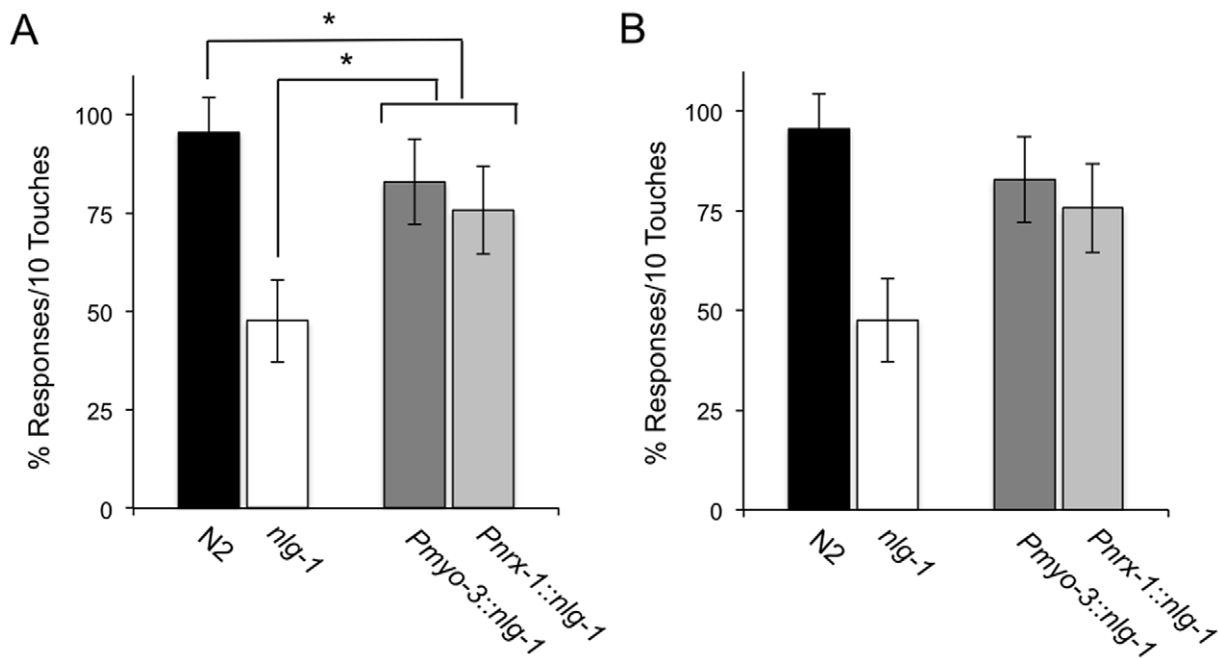 A
*
*
% Responses/10 Touches
100
75
50
25
0
N2
nlg-1
Pmyo-3::nlg-1
Pnrx-1::nlg-1
B
% Responses/10 Touches
100
75
50
25
0
N2
nlg-1
Pmyo-3::nlg-1
Pnrx-1::nlg-1